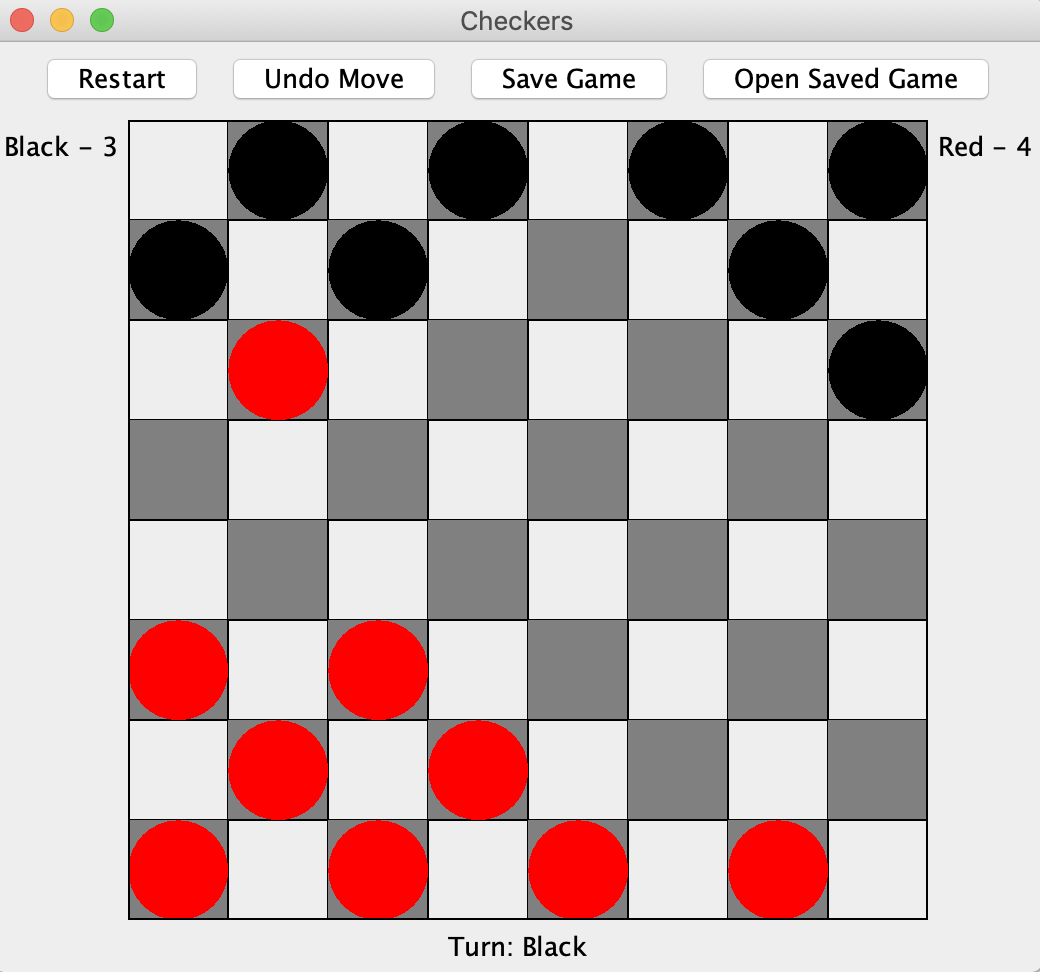 Checkers
Restart
Undo Move
Save Game
Open Saved Game
Black - 3
Red - 4
Turn: Black